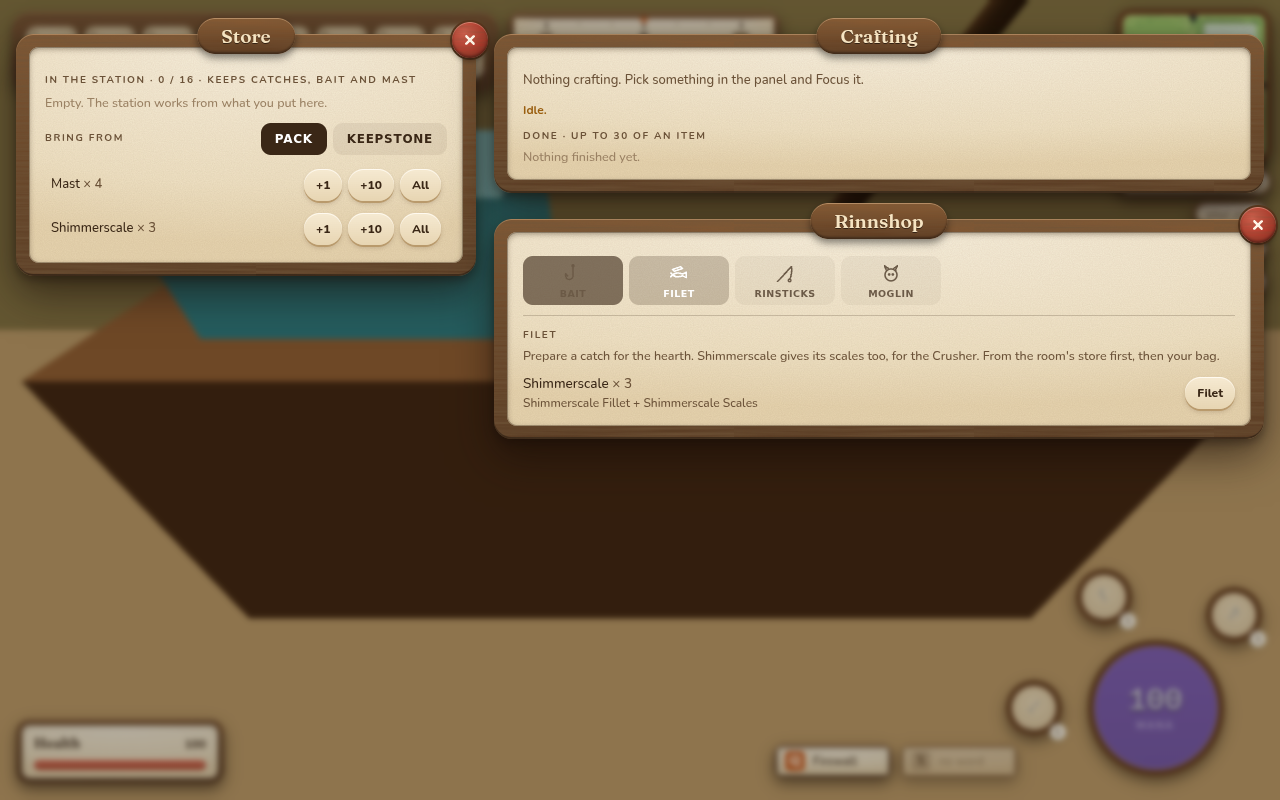 Store
IN THE STATION · 0 / 16 · KEEPS CATCHES, BAIT AND MAST
Empty. The station works from what you put here.
BRING FROM
PACK
KEEPSTONE
Mast × 4
+1
+10
All
Shimmerscale × 3
+1
+10
All
Crafting
Nothing crafting. Pick something in the panel and Focus it.
Idle.
DONE · UP TO 30 OF AN ITEM
Nothing finished yet.
Rinnshop
BAIT
FILET
RINSTICKS
MOGLIN
FILET
Prepare a catch for the hearth. Shimmerscale gives its scales too, for the Crusher. From the room's store first, then your bag.
Shimmerscale × 3
Shimmerscale Fillet + Shimmerscale Scales
Filet
100
Health
100
Firewall